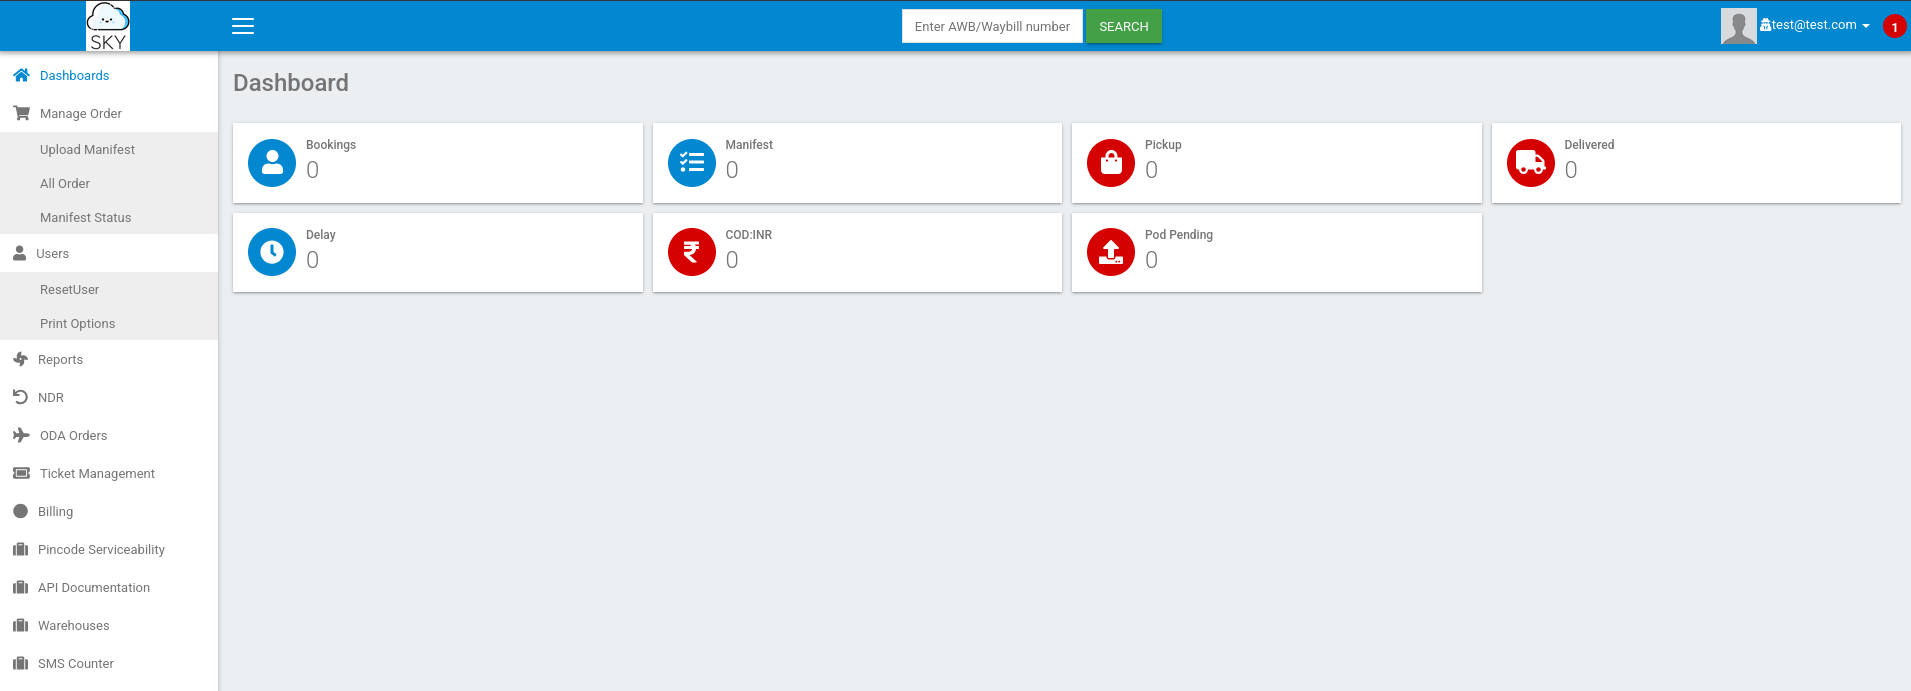 SKY
Enter AWB/Waybill number
SEARCH
test@test.com
1
Dashboards
Manage Order
Upload Manifest
All Order
Manifest Status
Users
ResetUser
Print Options
Reports
NDR
ODA Orders
Ticket Management
Billing
Pincode Serviceability
API Documentation
Warehouses
SMS Counter
Dashboard
Bookings
0
Manifest
0
Pickup
0
Delivered
0
Delay
0
COD:INR
0
Pod Pending
0